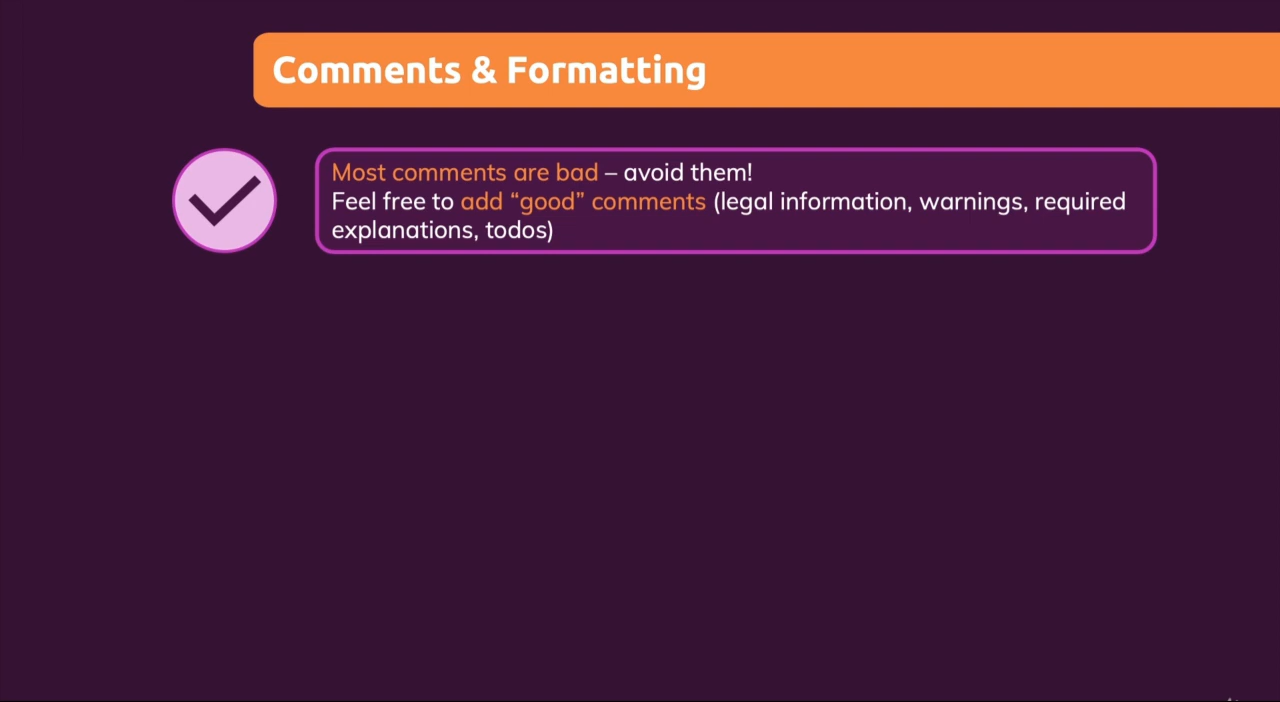 Comments & Formatting
Most comments are bad – avoid them!
Feel free to add “good” comments (legal information, warnings, required
explanations, todos)